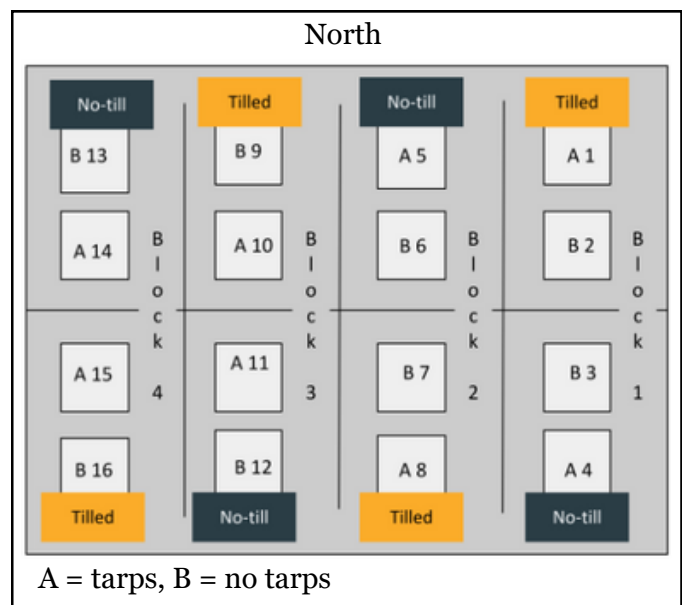 North
No-till
Tilled
No-till
Tilled
B 13
B 9
A 5
A 1
A 14
A 10
B 6
B 2
Block 4
Block 3
Block 2
Block 1
A 15
A 11
B 7
B 3
B 16
B 12
A 8
A 4
Tilled
No-till
Tilled
No-till
A = tarps, B = no tarps